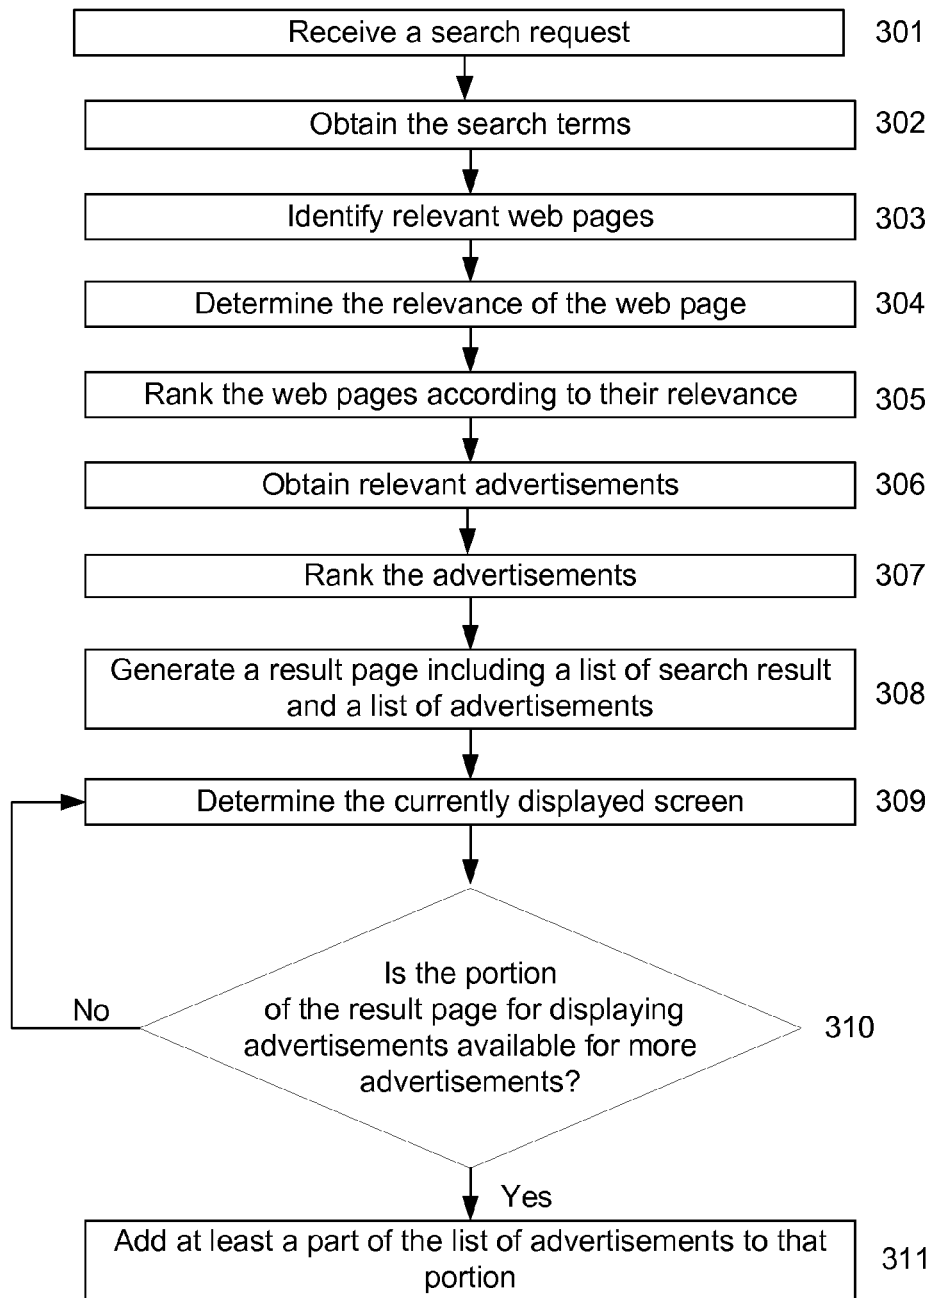 Receive a search request 301
Obtain the search terms 302
Identify relevant web pages 303
Determine the relevance of the web page 304
Rank the web pages according to their relevance 305
Obtain relevant advertisements 306
Rank the advertisements 307
Generate a result page including a list of search result
and a list of advertisements
308
Determine the currently displayed screen 309
Is the portion
of the result page for displaying
advertisements available for more
advertisements?
310
No
Yes
Add at least a part of the list of advertisements to that
portion
311